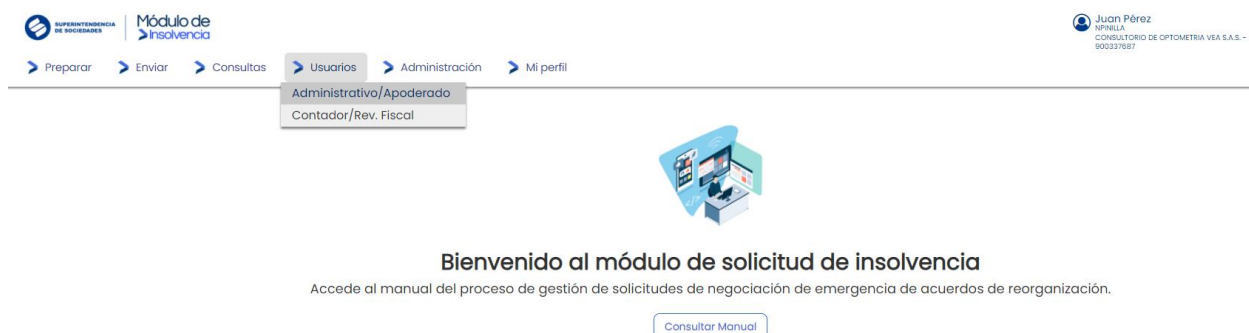 SUPERINTENDENCIA
DE SOCIEDADES
Módulo de
Insolvencia
Juan Pérez
NPINILLA
CONSULTORIO DE OPTOMETRIA VEA S.A.S. -
900337687
Preparar Enviar Consultas Usuarios Administración Mi perfil
Administrativo/Apoderado
Contador/Rev. Fiscal
Bienvenido al módulo de solicitud de insolvencia
Accede al manual del proceso de gestión de solicitudes de negociación de emergencia de acuerdos de reorganización.
Consultar Manual